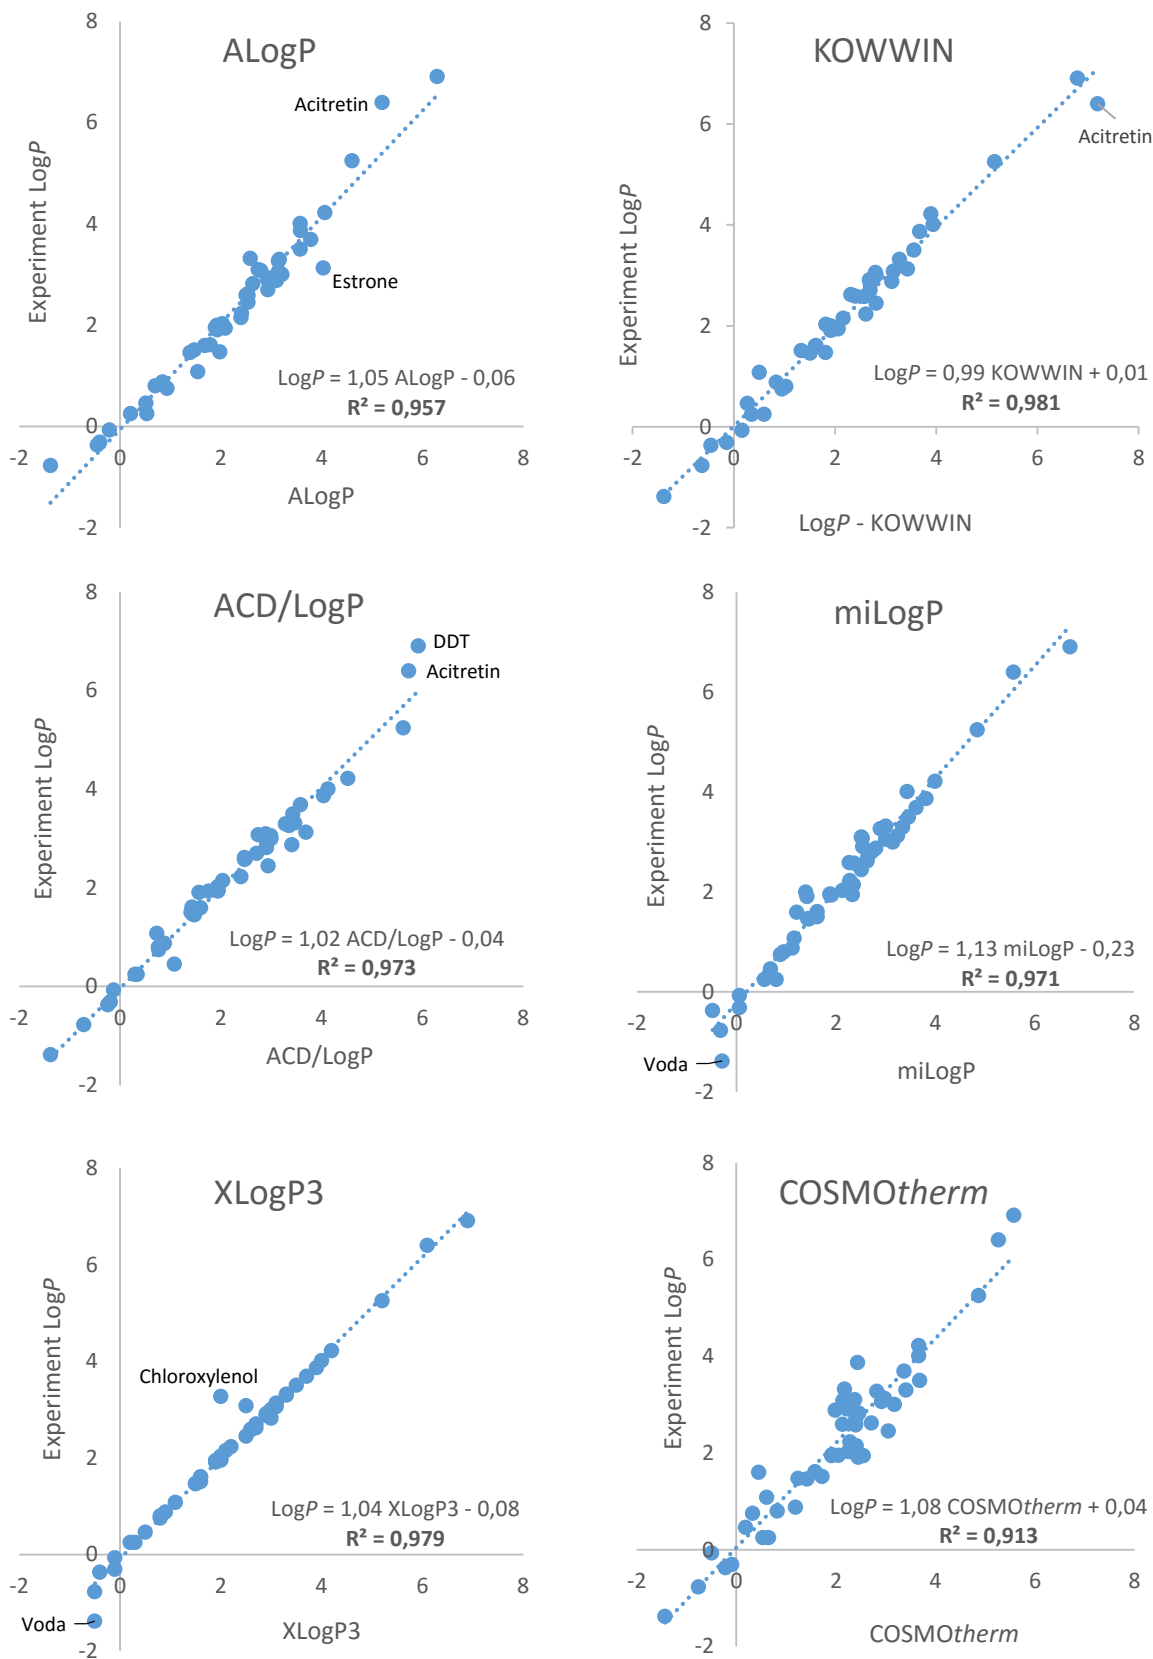 ALogP
8
6
4
2
0
-2
-2
0
2
4
6
8
Experiment LogP
Acitretin
Estrone
LogP = 1,05 ALogP - 0,06
R² = 0,957
ALogP
KOWWIN
8
6
4
2
0
-2
-2
0
2
4
6
8
Experiment LogP
Acitretin
LogP = 0,99 KOWWIN + 0,01
R² = 0,981
LogP - KOWWIN
ACD/LogP
8
6
4
2
0
-2
-2
0
2
4
6
8
Experiment LogP
DDT
Acitretin
LogP = 1,02 ACD/LogP - 0,04
R² = 0,973
ACD/LogP
miLogP
8
6
4
2
0
-2
-2
0
2
4
6
8
Experiment LogP
LogP = 1,13 miLogP - 0,23
R² = 0,971
Voda
miLogP
XLogP3
8
6
4
2
0
-2
-2
0
2
4
6
8
Experiment LogP
Chloroxylenol
LogP = 1,04 XLogP3 - 0,08
R² = 0,979
Voda
XLogP3
COSMOtherm
8
6
4
2
0
-2
-2
0
2
4
6
8
Experiment LogP
LogP = 1,08 COSMOtherm + 0,04
R² = 0,913
COSMOtherm